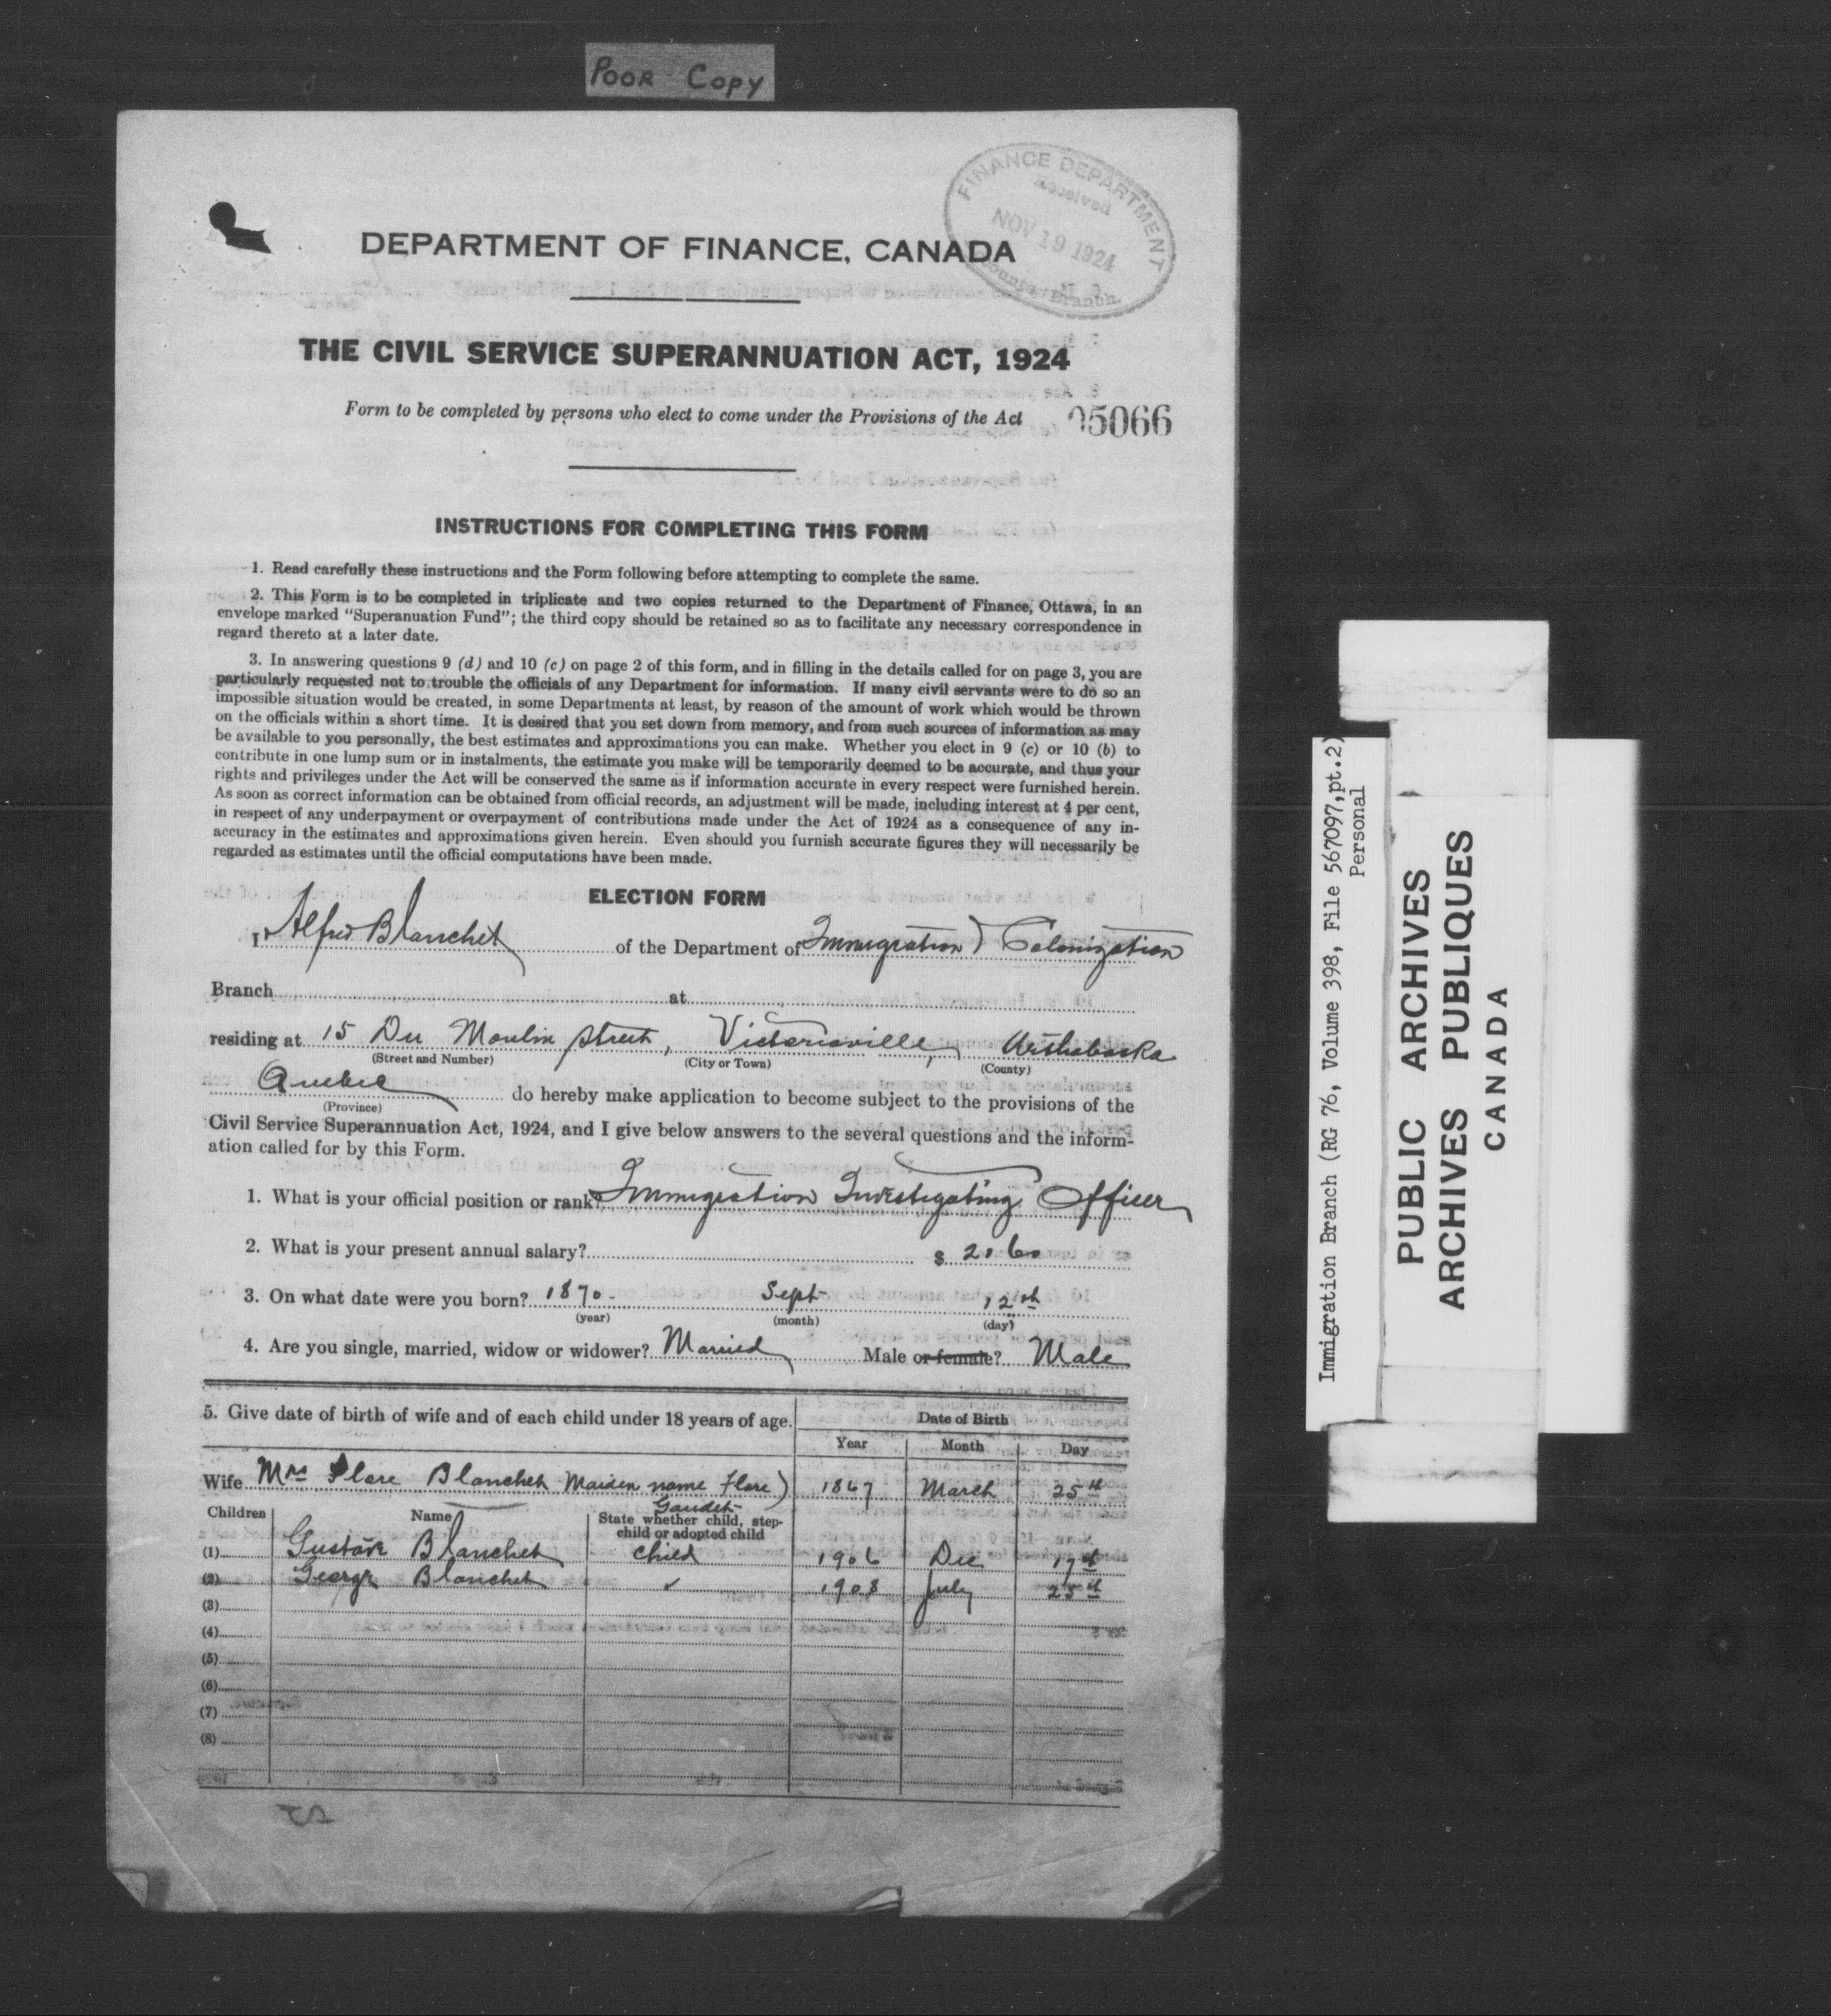 POOR COPY
FINANCE DEPARTMENT
Received
NOV 19 1924
Branch
DEPARTMENT OF FINANCE, CANADA
THE CIVIL SERVICE SUPERANNUATION ACT, 1924
Form to be completed by persons who elect to come under the Provisions of the Act 05066
INSTRUCTIONS FOR COMPLETING THIS FORM
1. Read carefully these instructions and the Form following before attempting to complete the same.
2. This Form is to be completed in triplicate and two copies returned to the Department of Finance, Ottawa, in an
envelope marked "Superanuation Fund"; the third copy should be retained so as to facilitate any necessary correspondence in
regard thereto at a later date.
3. In answering questions 9 (d) and 10 (c) on page 2 of this form, and in filling in the details called for on page 3, you are
particularly requested not to trouble the officials of any Department for information. If many civil servants were to do so an
impossible situation would be created, in some Departments at least, by reason of the amount of work which would be thrown
on the officials within a short time. It is desired that you set down from memory, and from such sources of information as may
be available to you personally, the best estimates and approximations you can make. Whether you elect in 9 (c) or 10 (b) to
contribute in one lump sum or in instalments, the estimate you make will be temporarily deemed to be accurate, and thus your
rights and privileges under the Act will be conserved the same as if information accurate in every respect were furnished herein.
As soon as correct information can be obtained from official records, an adjustment will be made, including interest at 4 per cent,
in respect of any underpayment or overpayment of contributions made under the Act of 1924 as a consequence of any in-
accuracy in the estimates and approximations given herein. Even should you furnish accurate figures they will necessarily be
regarded as estimates until the official computations have been made.
ELECTION FORM
I Alfred Blanchet of the Department of Immigration & Colonization
Branch at
residing at 15 Du Moulin Street, Victoriaville, Arthabaska
(Street and Number) (City or Town) (County)
Quebec do hereby make application to become subject to the provisions of the
(Province)
Civil Service Superannuation Act, 1924, and I give below answers to the several questions and the inform-
ation called for by this Form.
1. What is your official position or rank? Immigration Investigating Officer
2. What is your present annual salary? $ 2160
3. On what date were you born? 1870 Sept 12th
(year) (month) (day)
4. Are you single, married, widow or widower? Married Male or female? Male
5. Give date of birth of wife and of each child under 18 years of age. Date of Birth
Year Month Day
Wife Mrs Flore Blanchet Maiden name Flore) 1867 March 25th
Gaudet
Children Name State whether child, step-
child or adopted child
(1) Gustave Blanchet child 1906 Dec 17th
(2) George Blanchet ✓ 1908 July 25th
(3)
(4)
(5)
(6)
(7)
(8)
Immigration Branch (RG 76, Volume 398, File 567097,pt.2)
Personal
PUBLIC ARCHIVES
ARCHIVES PUBLIQUES
CANADA